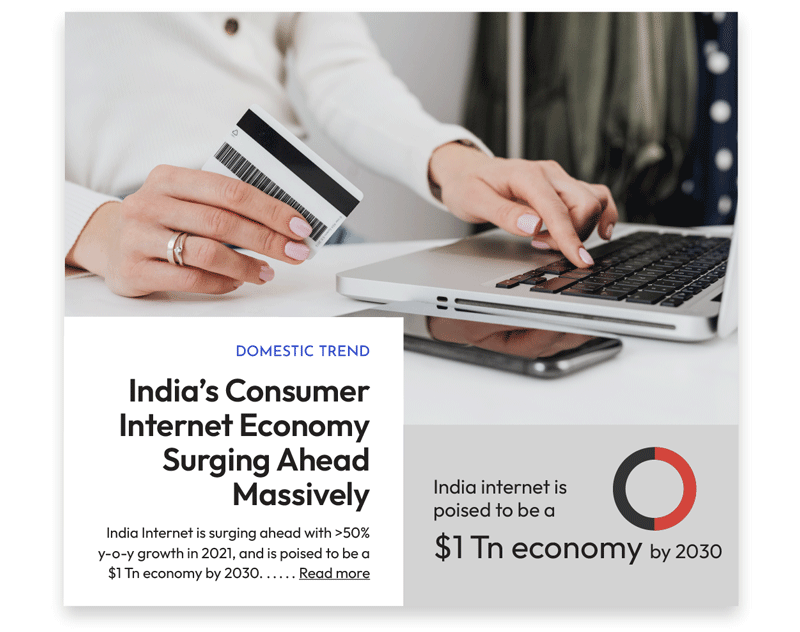 DOMESTIC TREND
India’s Consumer
Internet Economy
Surging Ahead
Massively
India Internet is surging ahead with >50%
y-o-y growth in 2021, and is poised to be a
$1 Tn economy by 2030. . . . . . Read more
India internet is
poised to be a
$1 Tn economy by 2030